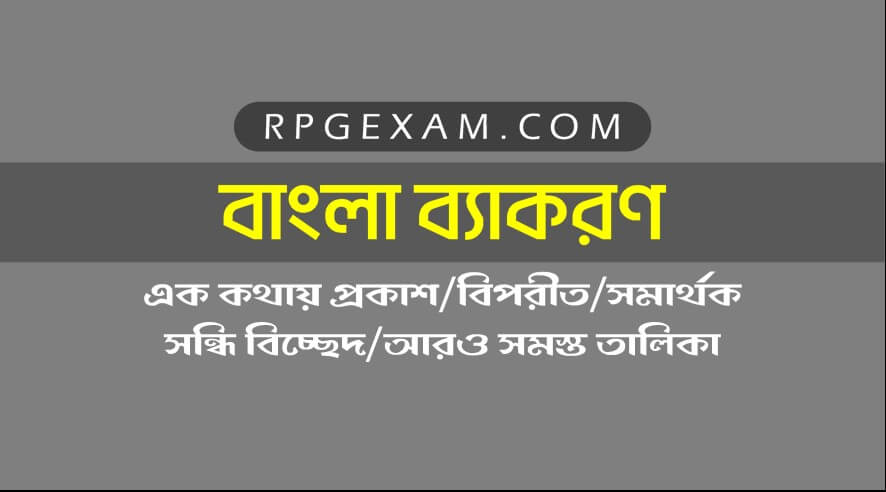 RPGEXAM.COM
বাংলা ব্যাকরণ
এক কথায় প্রকাশ/বিপরীত/সমার্থক
সন্ধি বিচ্ছেদ/আরও সমস্ত তালিকা